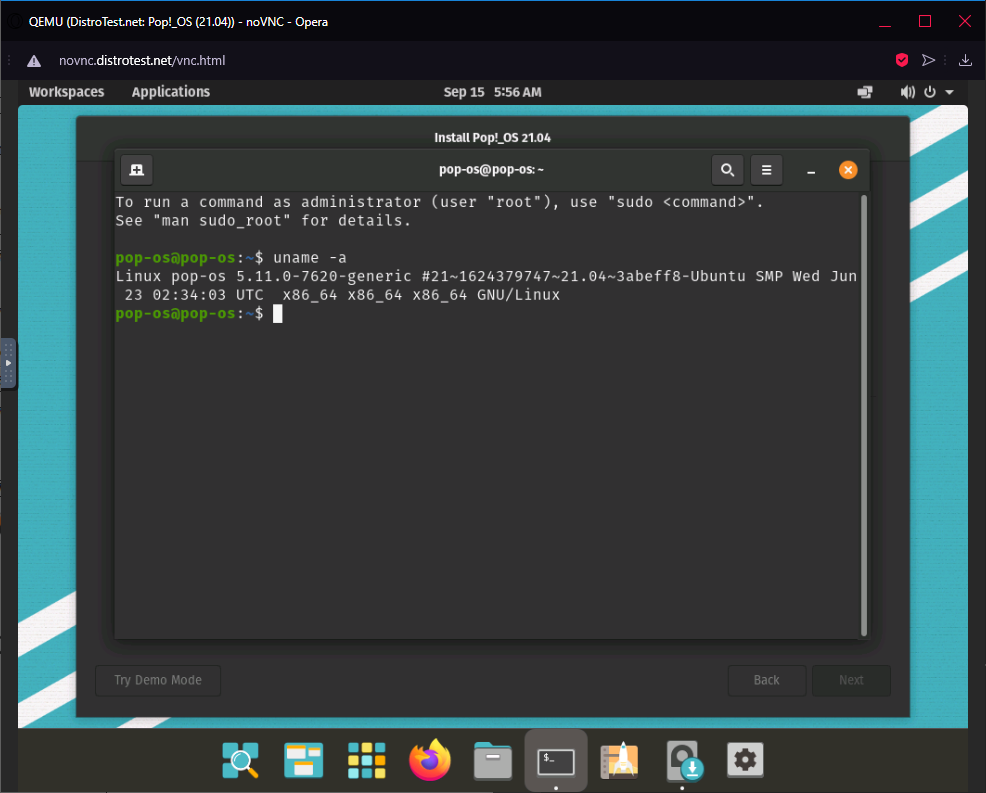 QEMU (DistroTest.net: Pop!_OS (21.04)) - noVNC - Opera
novnc.distrotest.net/vnc.html
Workspaces Applications Sep 15 5:56 AM
Install Pop!_OS 21.04
pop-os@pop-os: ~
To run a command as administrator (user "root"), use "sudo <command>".
See "man sudo_root" for details.
pop-os@pop-os:~$ uname -a
Linux pop-os 5.11.0-7620-generic #21~1624379747~21.04~3abeff8-Ubuntu SMP Wed Jun
 23 02:34:03 UTC  x86_64 x86_64 x86_64 GNU/Linux
pop-os@pop-os:~$
Try Demo Mode Back Next
$_